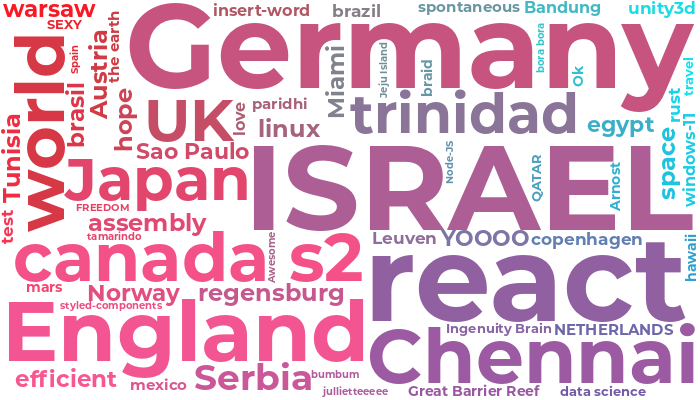 warsaw
SEXY
world
spain
brasil
Austria
the earth
hope
Germany
insert-word
brazil
spontaneous
Bandung
unity3d
bora bora
Ok
travel
UK
love
paridhi
linux
Miami
Jeju Island
braid
trinidad
egypt
space
rust
windows-11
Tunisia
test
Japan
Sao Paulo
FREEDOM
assembly
tamarindo
ISRAEL
Node-JS
QATAR
Arnost
canada
s2
Awesome
Leuven
YOOOO
copenhagen
hawaii
mars
Norway
regensburg
styled-components
react
England
Ingenuity Brain
NETHERLANDS
Chennai
efficient
mexico
Serbia
bumbum
jullietteeeee
Great Barrier Reef
data science